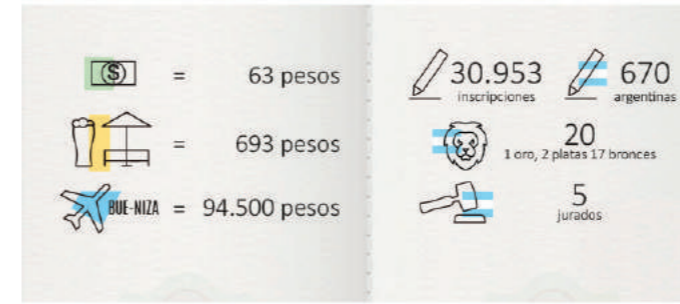 $ = 63 pesos
= 693 pesos
BUE-NIZA = 94.500 pesos
30.953
inscripciones
670
argentinas
20
1 oro, 2 platas 17 bronces
5
jurados